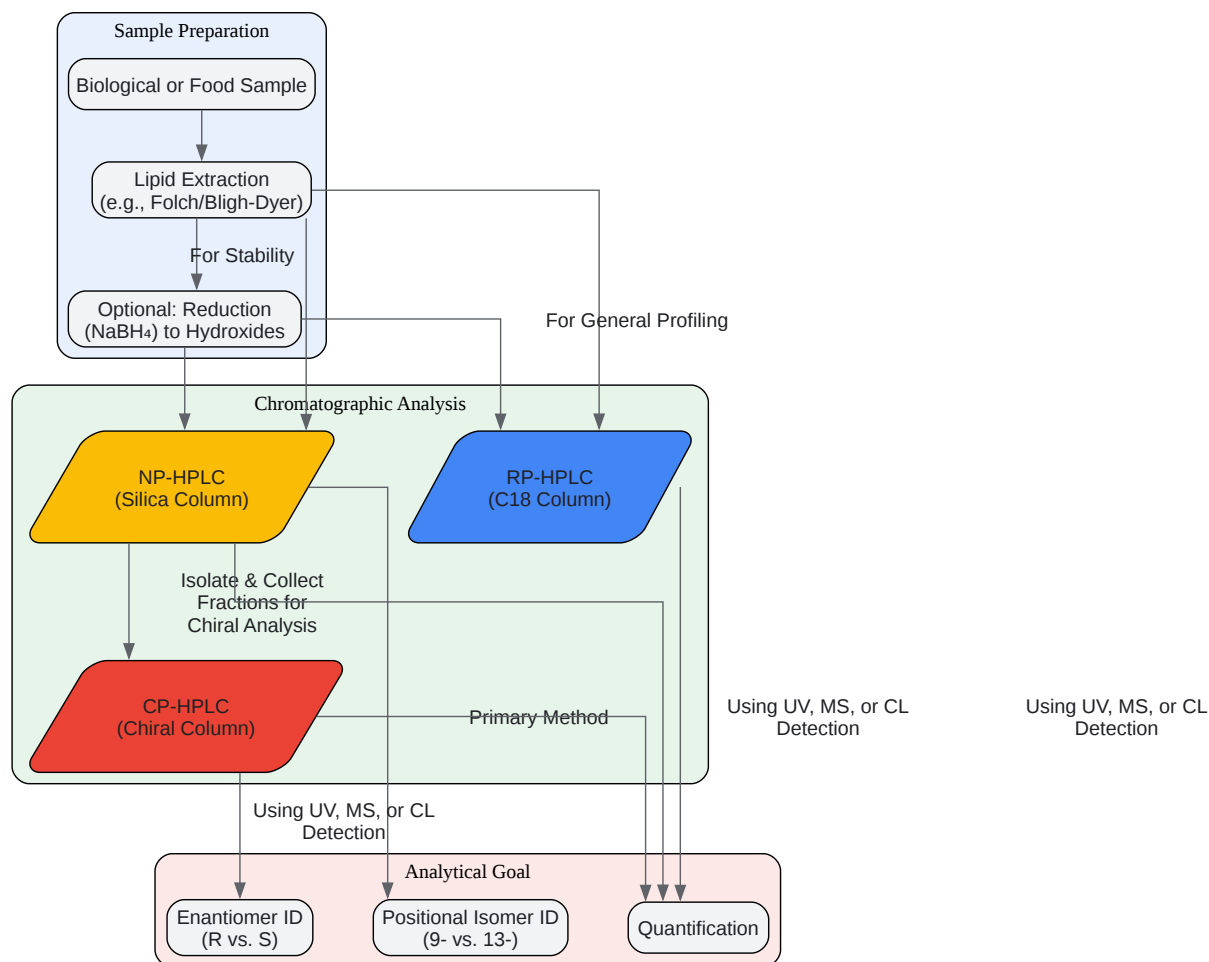 Sample Preparation
Biological or Food Sample
Lipid Extraction
(e.g., Folch/Bligh-Dyer)
For Stability
Optional: Reduction
(NaBH₄) to Hydroxides
For General Profiling
Chromatographic Analysis
NP-HPLC
(Silica Column)
RP-HPLC
(C18 Column)
Isolate & Collect
Fractions for
Chiral Analysis
CP-HPLC
(Chiral Column)
Primary Method
Using UV, MS, or CL
Detection
Using UV, MS, or CL
Detection
Using UV, MS, or CL
Detection
Analytical Goal
Enantiomer ID
(R vs. S)
Positional Isomer ID
(9- vs. 13-)
Quantification